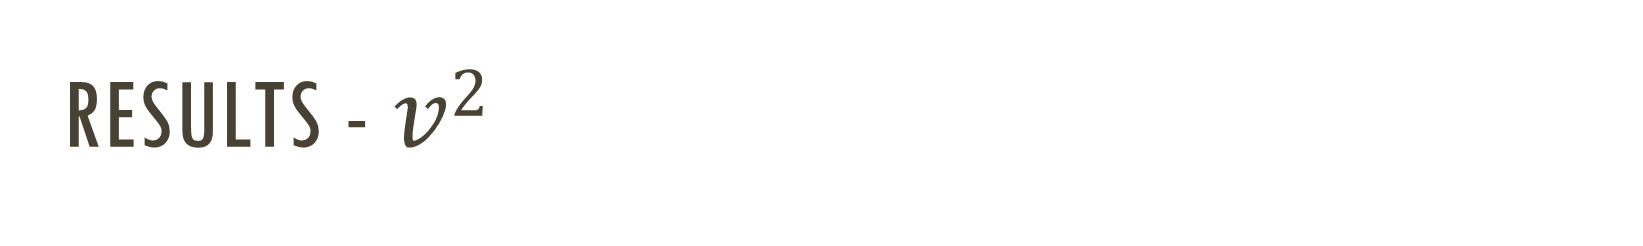 RESULTS - 𝑣²